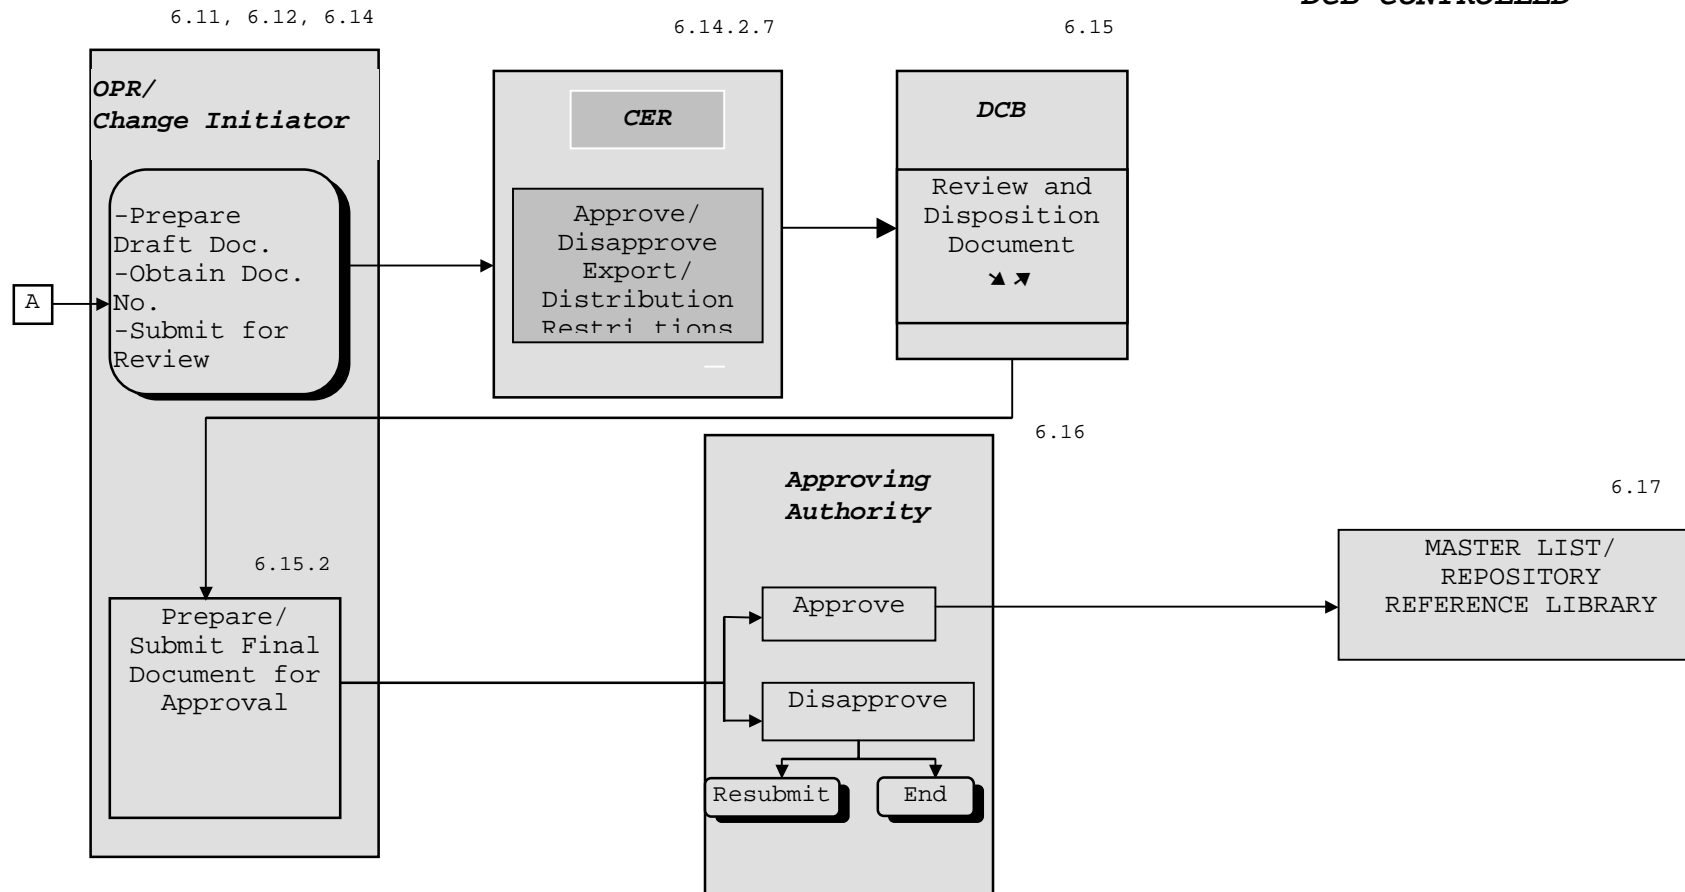 DCB CONTROLLED
6.11, 6.12, 6.14
6.14.2.7
6.15
OPR/
Change Initiator
CER
DCB
-Prepare
Draft Doc.
-Obtain Doc.
No.
-Submit for
Review
A
Approve/
Disapprove
Export/
Distribution
Restri tions
Review and
Disposition
Document
6.16
Approving
Authority
6.17
6.15.2
Prepare/
Submit Final
Document for
Approval
Approve
Disapprove
Resubmit
End
MASTER LIST/
REPOSITORY
REFERENCE LIBRARY